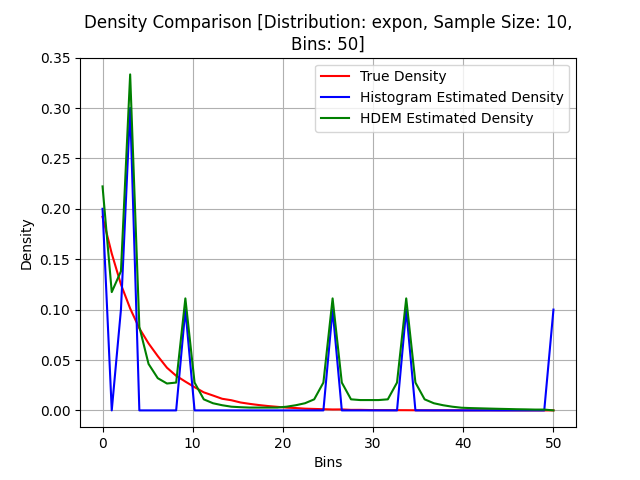 Density Comparison [Distribution: expon, Sample Size: 10,
Bins: 50]
True Density
Histogram Estimated Density
HDEM Estimated Density
Density
0.35
0.30
0.25
0.20
0.15
0.10
0.05
0.00
0 10 20 30 40 50
Bins